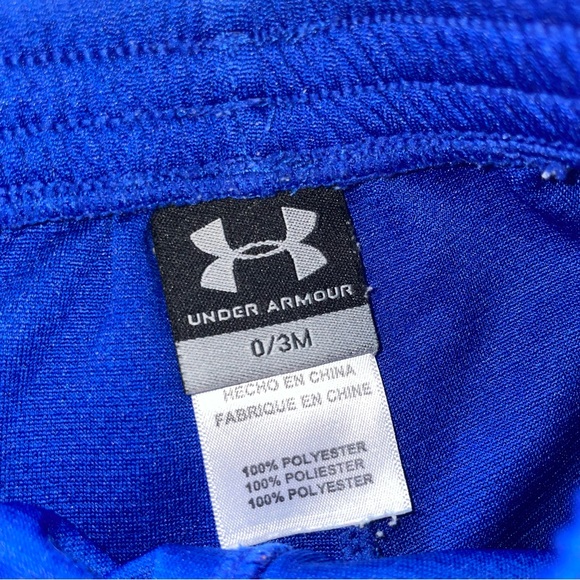 UNDER ARMOUR
0/3M
HECHO EN CHINA
FABRIQUE EN CHINE
100% POLYESTER
100% POLIESTER
100% POLYESTER